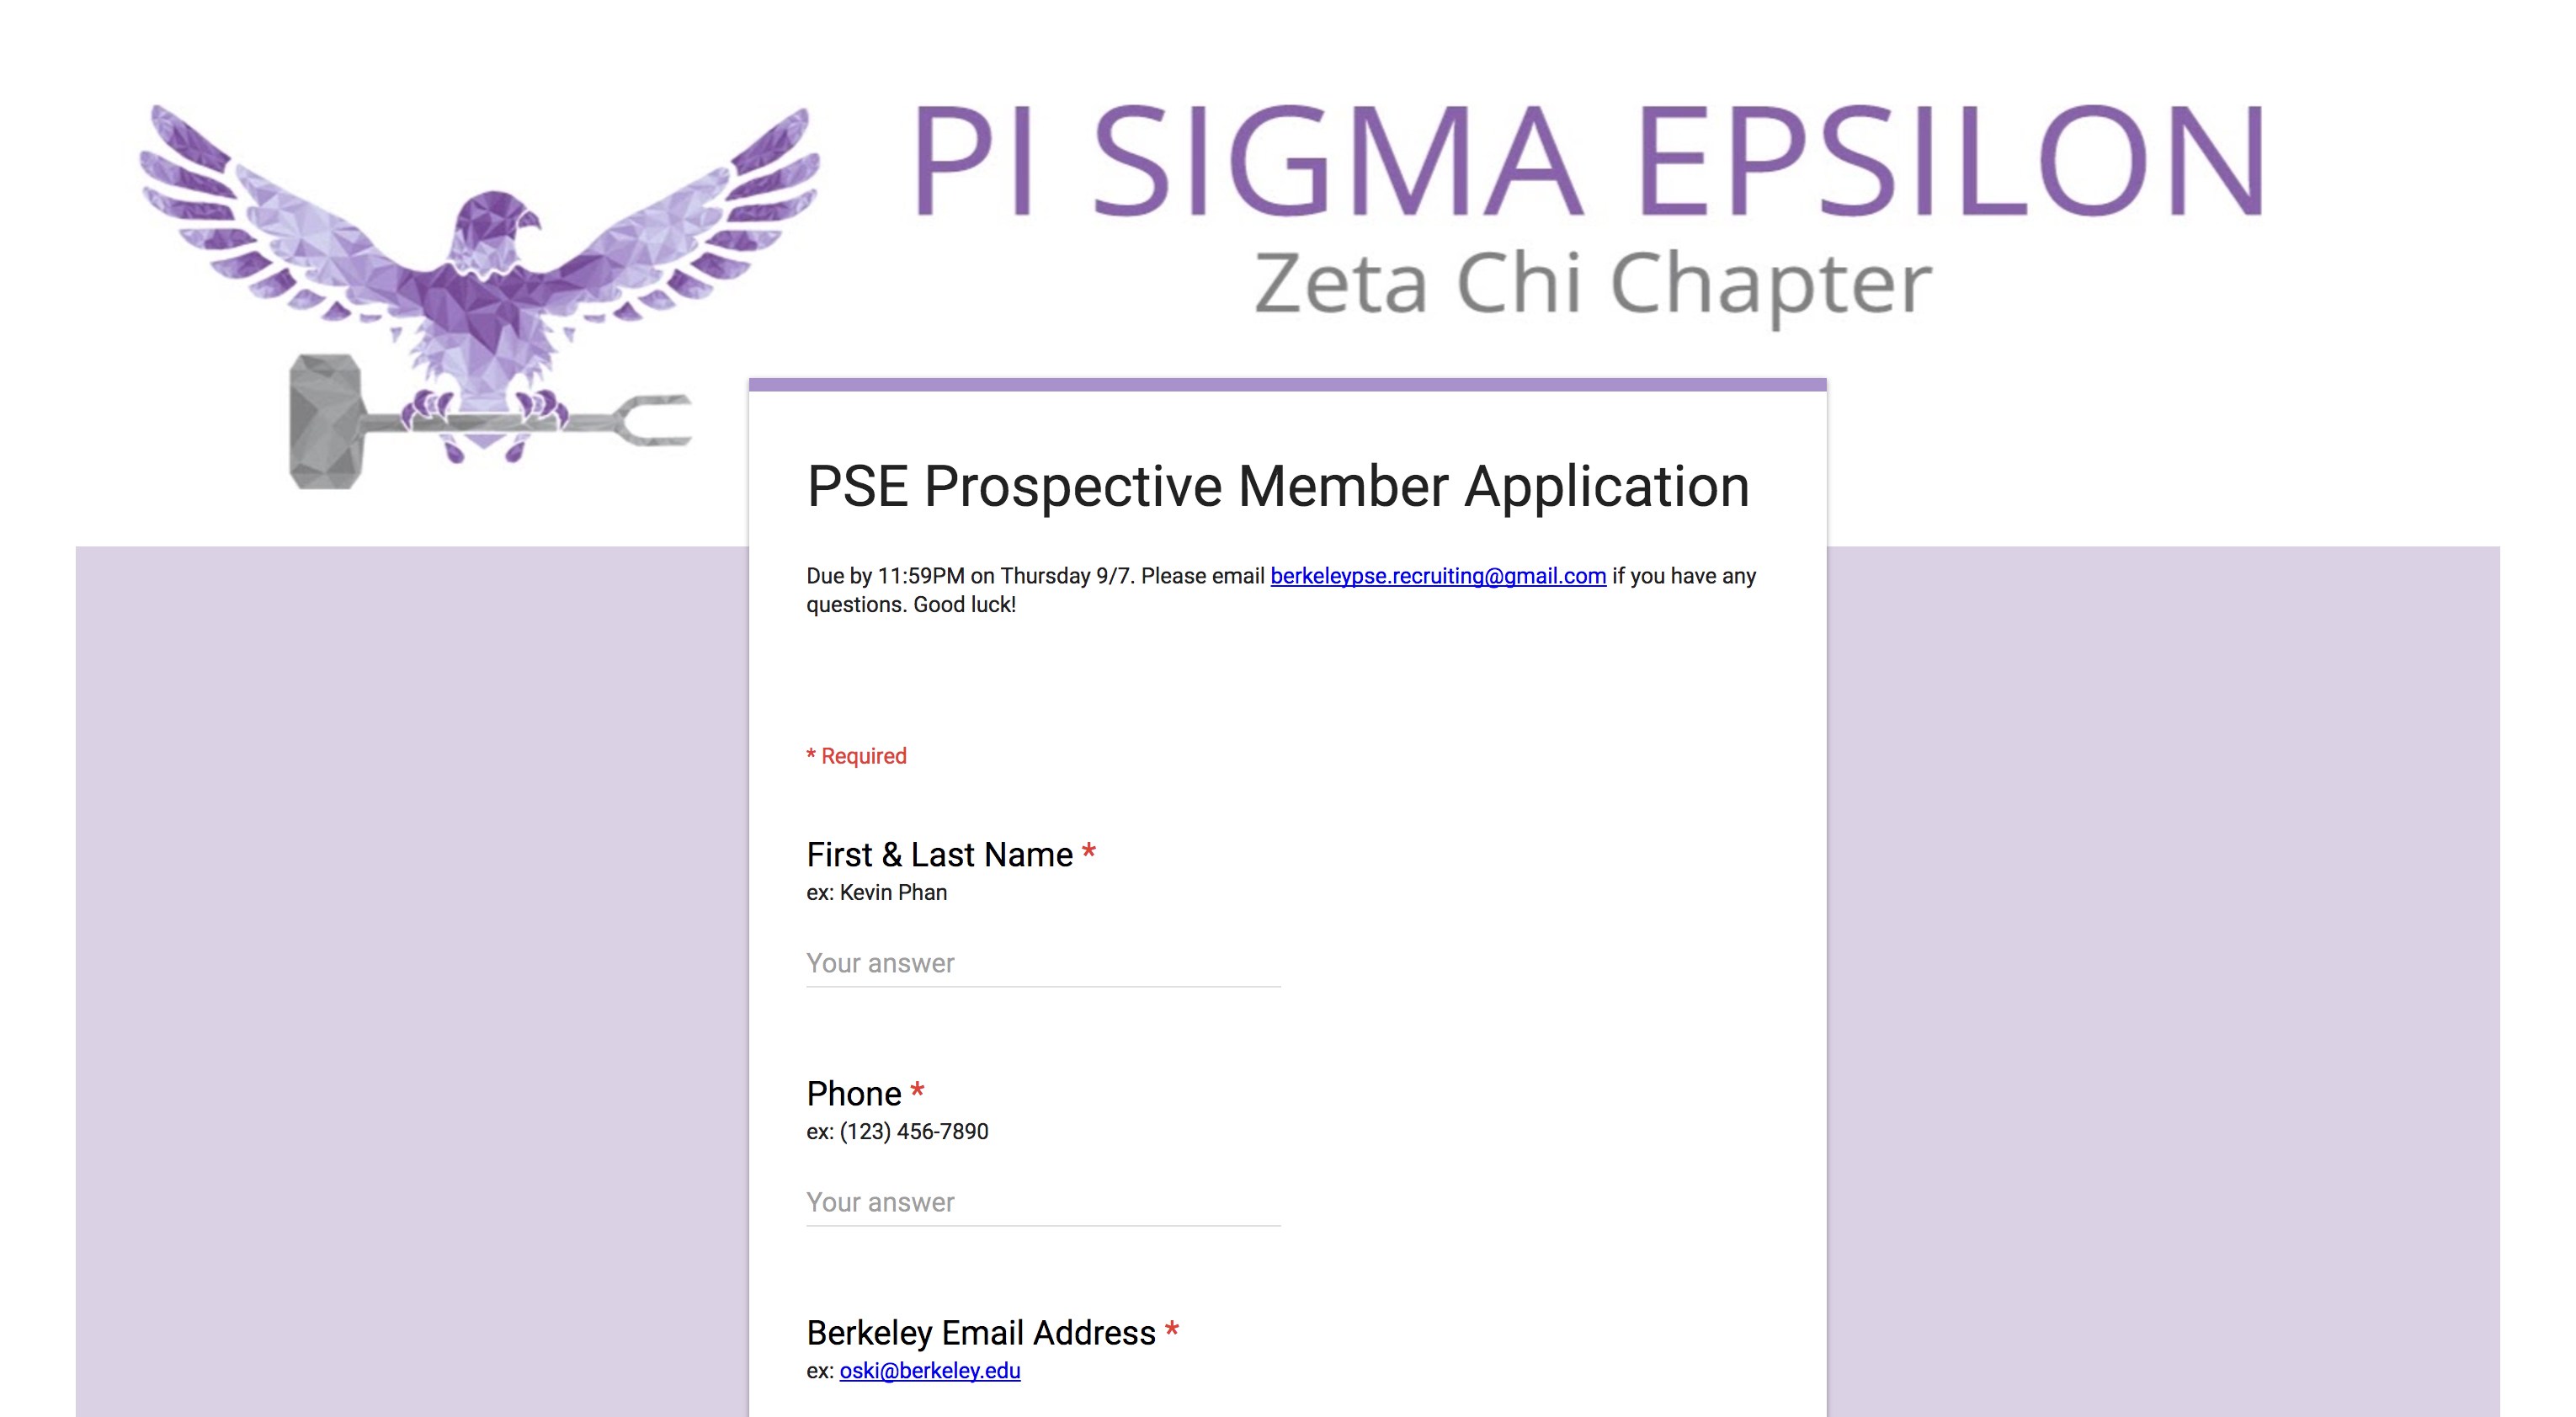 PI SIGMA EPSILON
Zeta Chi Chapter
PSE Prospective Member Application
Due by 11:59PM on Thursday 9/7. Please email berkeleypse.recruiting@gmail.com if you have any
questions. Good luck!
* Required
First & Last Name *
ex: Kevin Phan
Your answer
Phone *
ex: (123) 456-7890
Your answer
Berkeley Email Address *
ex: oski@berkeley.edu